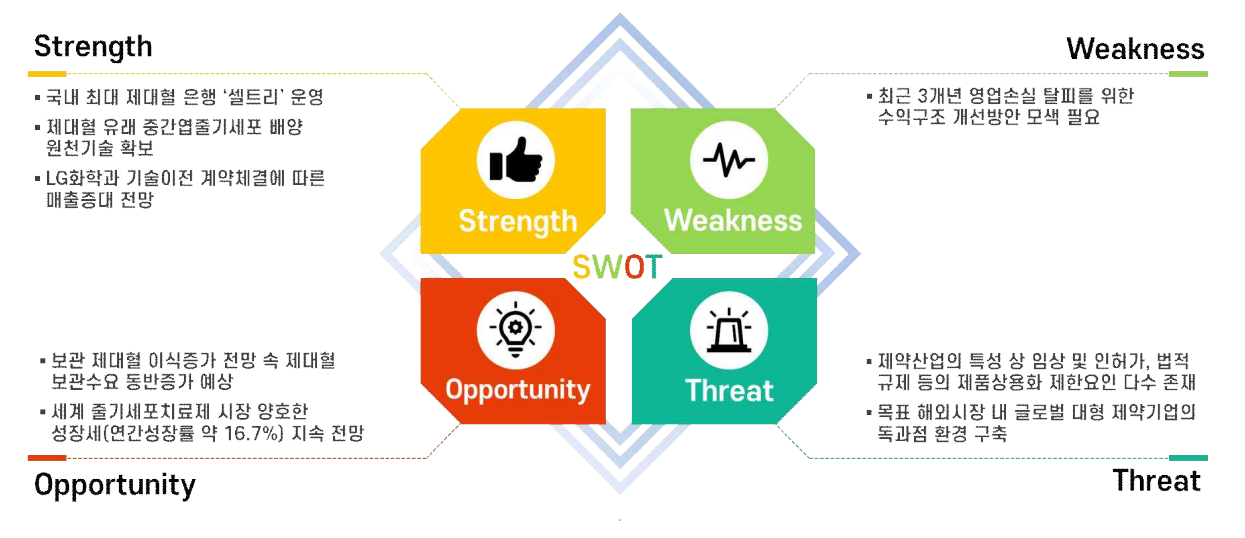 Strength
▪ 국내 최대 제대혈 은행 ‘셀트리’ 운영
▪ 제대혈 유래 중간엽줄기세포 배양
원천기술 확보
▪ LG화학과 기술이전 계약체결에 따른
매출증대 전망
Weakness
▪ 최근 3개년 영업손실 탈피를 위한
수익구조 개선방안 모색 필요
Strength
Weakness
SWOT
Opportunity
Threat
▪ 보관 제대혈 이식증가 전망 속 제대혈
보관수요 동반증가 예상
▪ 세계 줄기세포치료제 시장 양호한
성장세(연간성장률 약 16.7%) 지속 전망
Opportunity
▪ 제약산업의 특성 상 임상 및 인허가, 법적
규제 등의 제품상용화 제한요인 다수 존재
▪ 목표 해외시장 내 글로벌 대형 제약기업의
독과점 환경 구축
Threat